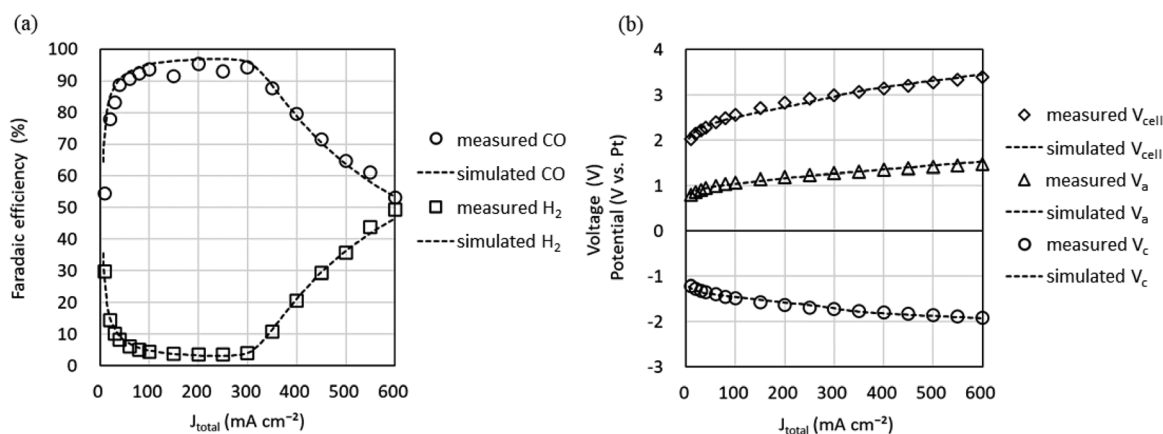 (a)
Faradaic efficiency (%)
100
90
80
70
60
50
40
30
20
10
0
0 100 200 300 400 500 600
J_total (mA cm⁻²)
measured CO
simulated CO
measured H₂
simulated H₂
(b)
Voltage (V)
Potential (V vs. Pt)
4
3
2
1
0
-1
-2
-3
0 100 200 300 400 500 600
J_total (mA cm⁻²)
measured V_cell
simulated V_cell
measured V_a
simulated V_a
measured V_c
simulated V_c